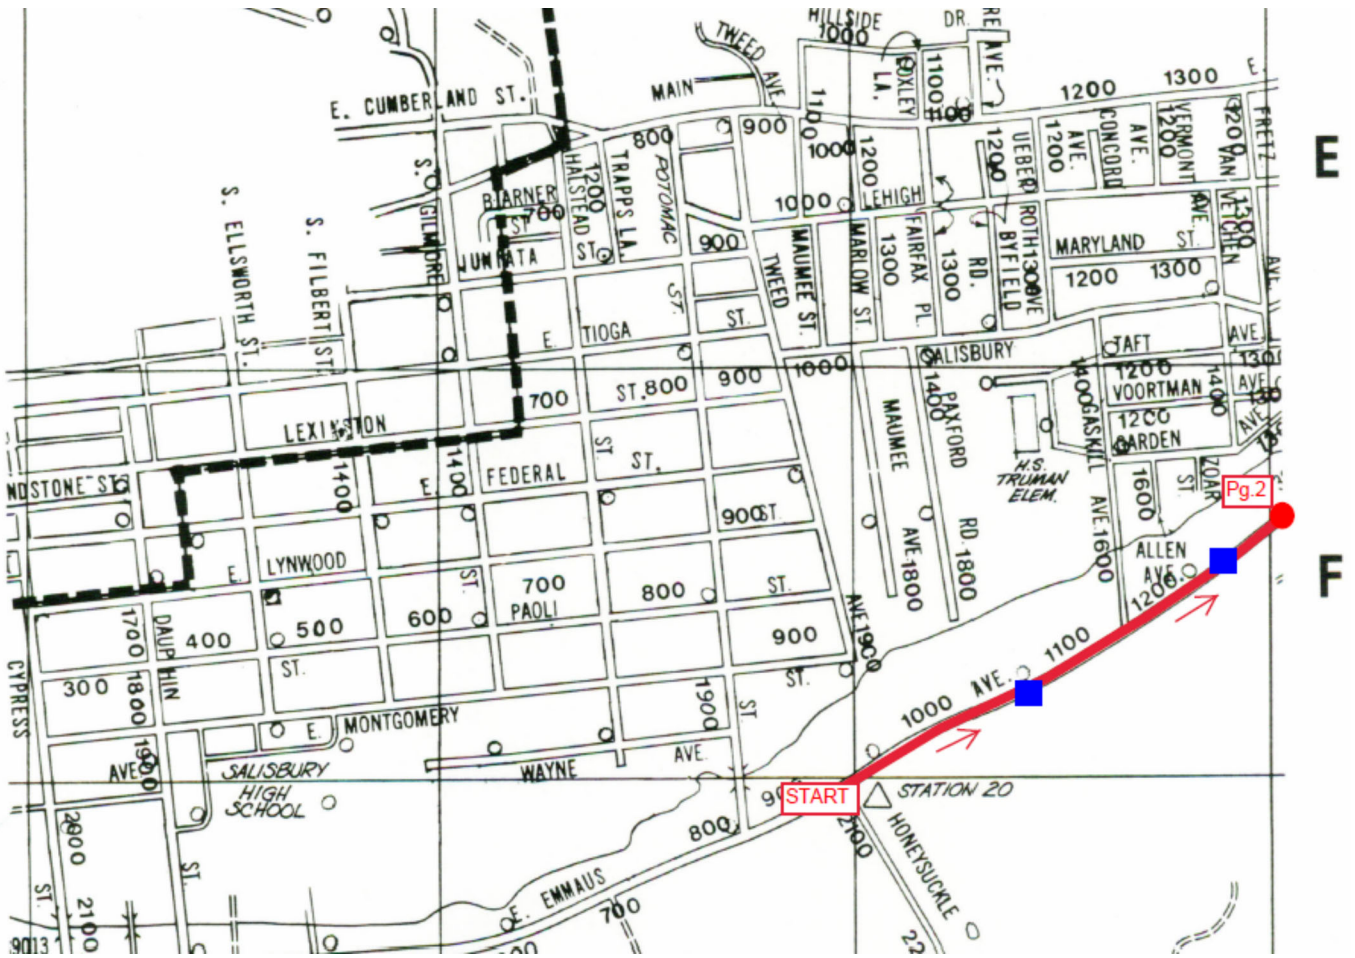 HILLSIDE DR.
1000
TWEED AVE.
LOXLEY LA.
1100
1200
1300
E.
MAIN
E. CUMBERLAND ST.
800
900
1100
1100
1200
UEBER
1200
AVE.
CONCORD
AVE.
VERMONT
1200
VAN VETCHEN
1200
FRETZ
E
S. GILMORE
HALSTEAD
1200
TRAPPS LA.
POTOMAC
1000
1200
LEHIGH
1000
700
ST
JUNIATA
ST.
900
TWEED
MAUMEE ST.
MARLOW ST.
1300
FAIRFAX PL.
1300
RD.
BYFIELD
ROTH AVE
1300
MARYLAND ST.
1200
1300
AVE.
1300
AVE.
S. ELLSWORTH ST.
S. FILBERT ST.
E. TIOGA
ST.
ST.
1000
SALISBURY
1400
TAFT AVE.
1200
1300
VOORTMAN AVE.
1400
1200
GARDEN AVE.
700
ST.
800
900
MAUMEE
1400
PAXFORD
GASKILL
LEXINGTON
1400
1400
ST.
E. FEDERAL
ST.
H.S.
TRUMAN
ELEM.
1600
ST.
ZOAR
Pg.2
NDSTONE ST.
900
ST.
AVE. 1800
RD. 1800
AVE. 1600
ALLEN
AVE.
F
E. LYNWOOD
ST.
700
800
ST.
1200
1700
DAUPHIN
400
500
600
PAOLI
900
AVE. 1900
1100
CYPRESS
300
1800
ST.
1900
ST.
ST.
1000
AVE.
E. MONTGOMERY
AVE.
1900
SALISBURY
HIGH
SCHOOL
WAYNE
AVE.
START
STATION 20
2000
800
2100
HONEYSUCKLE
ST.
ST.
2100
E. EMMAUS
700
9013